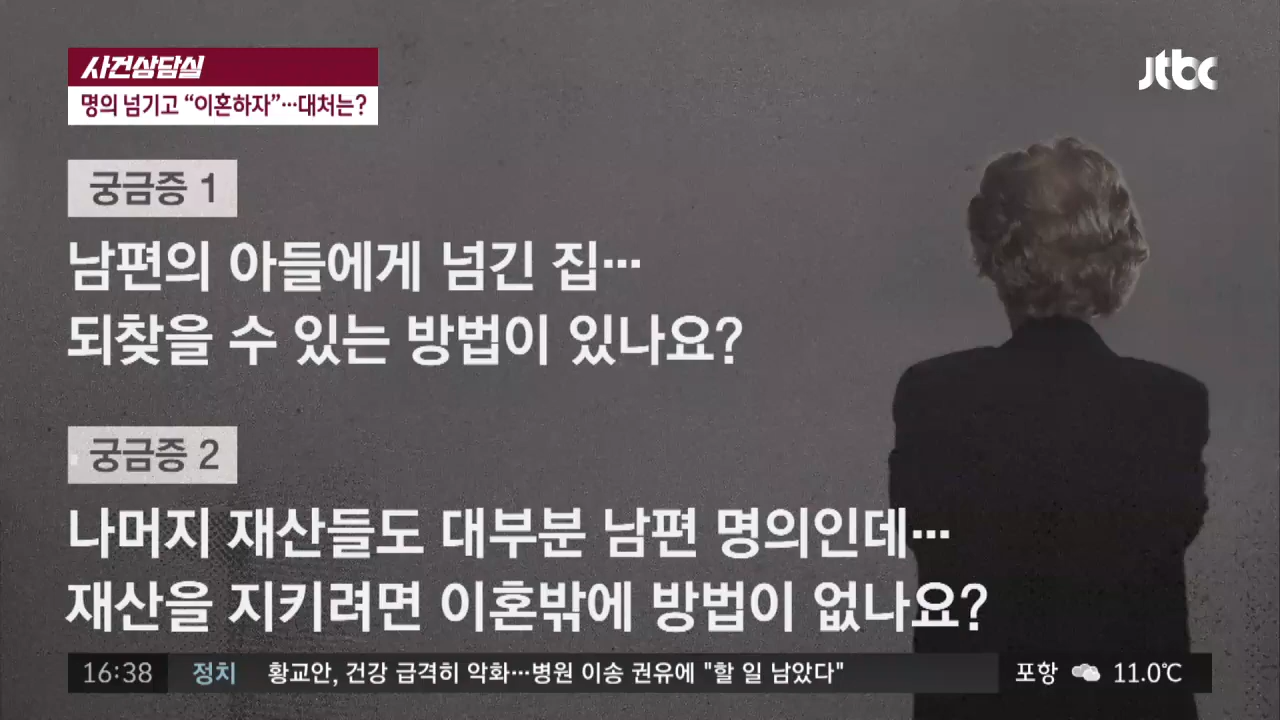 사건상담실
jtbc
명의 넘기고 “이혼하자”…대처는?
궁금증 1
남편의 아들에게 넘긴 집…
되찾을 수 있는 방법이 있나요?
궁금증 2
나머지 재산들도 대부분 남편 명의인데…
재산을 지키려면 이혼밖에 방법이 없나요?
16:38 정치 황교안, 건강 급격히 악화…병원 이송 권유에 "할 일 남았다" 포항 11.0℃